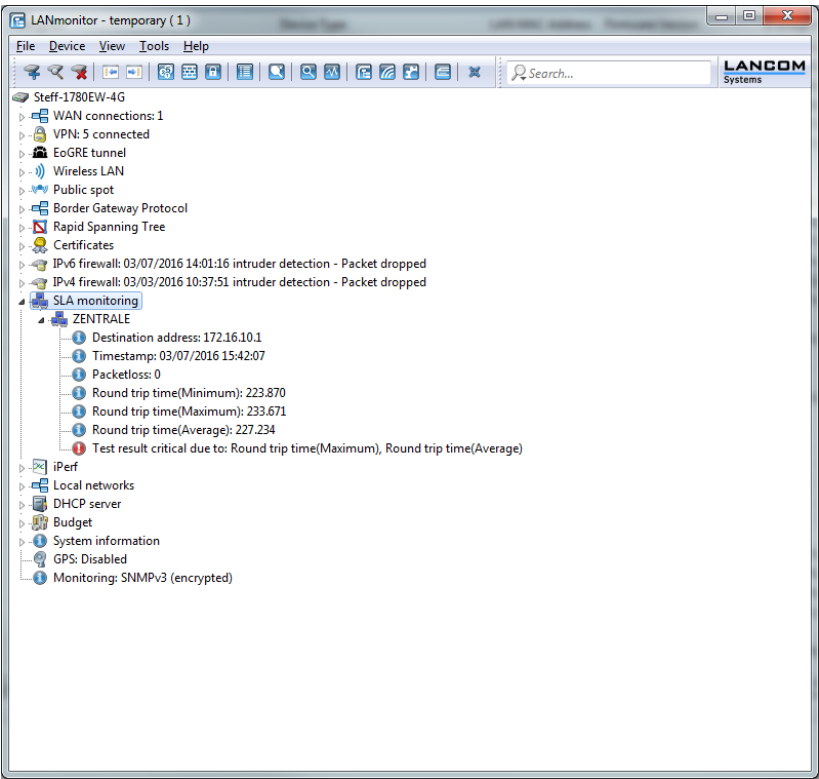 LANmonitor - temporary ( 1 )
File Device View Tools Help
Search...
LANCOM
Systems
Steff-1780EW-4G
WAN connections: 1
VPN: 5 connected
EoGRE tunnel
Wireless LAN
Public spot
Border Gateway Protocol
Rapid Spanning Tree
Certificates
IPv6 firewall: 03/07/2016 14:01:16 intruder detection - Packet dropped
IPv4 firewall: 03/03/2016 10:37:51 intruder detection - Packet dropped
SLA monitoring
ZENTRALE
Destination address: 172.16.10.1
Timestamp: 03/07/2016 15:42:07
Packetloss: 0
Round trip time(Minimum): 223.870
Round trip time(Maximum): 233.671
Round trip time(Average): 227.234
Test result critical due to: Round trip time(Maximum), Round trip time(Average)
iPerf
Local networks
DHCP server
Budget
System information
GPS: Disabled
Monitoring: SNMPv3 (encrypted)